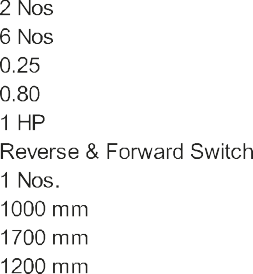 2 Nos
6 Nos
0.25
0.80
1 HP
Reverse & Forward Switch
1 Nos.
1000 mm
1700 mm
1200 mm